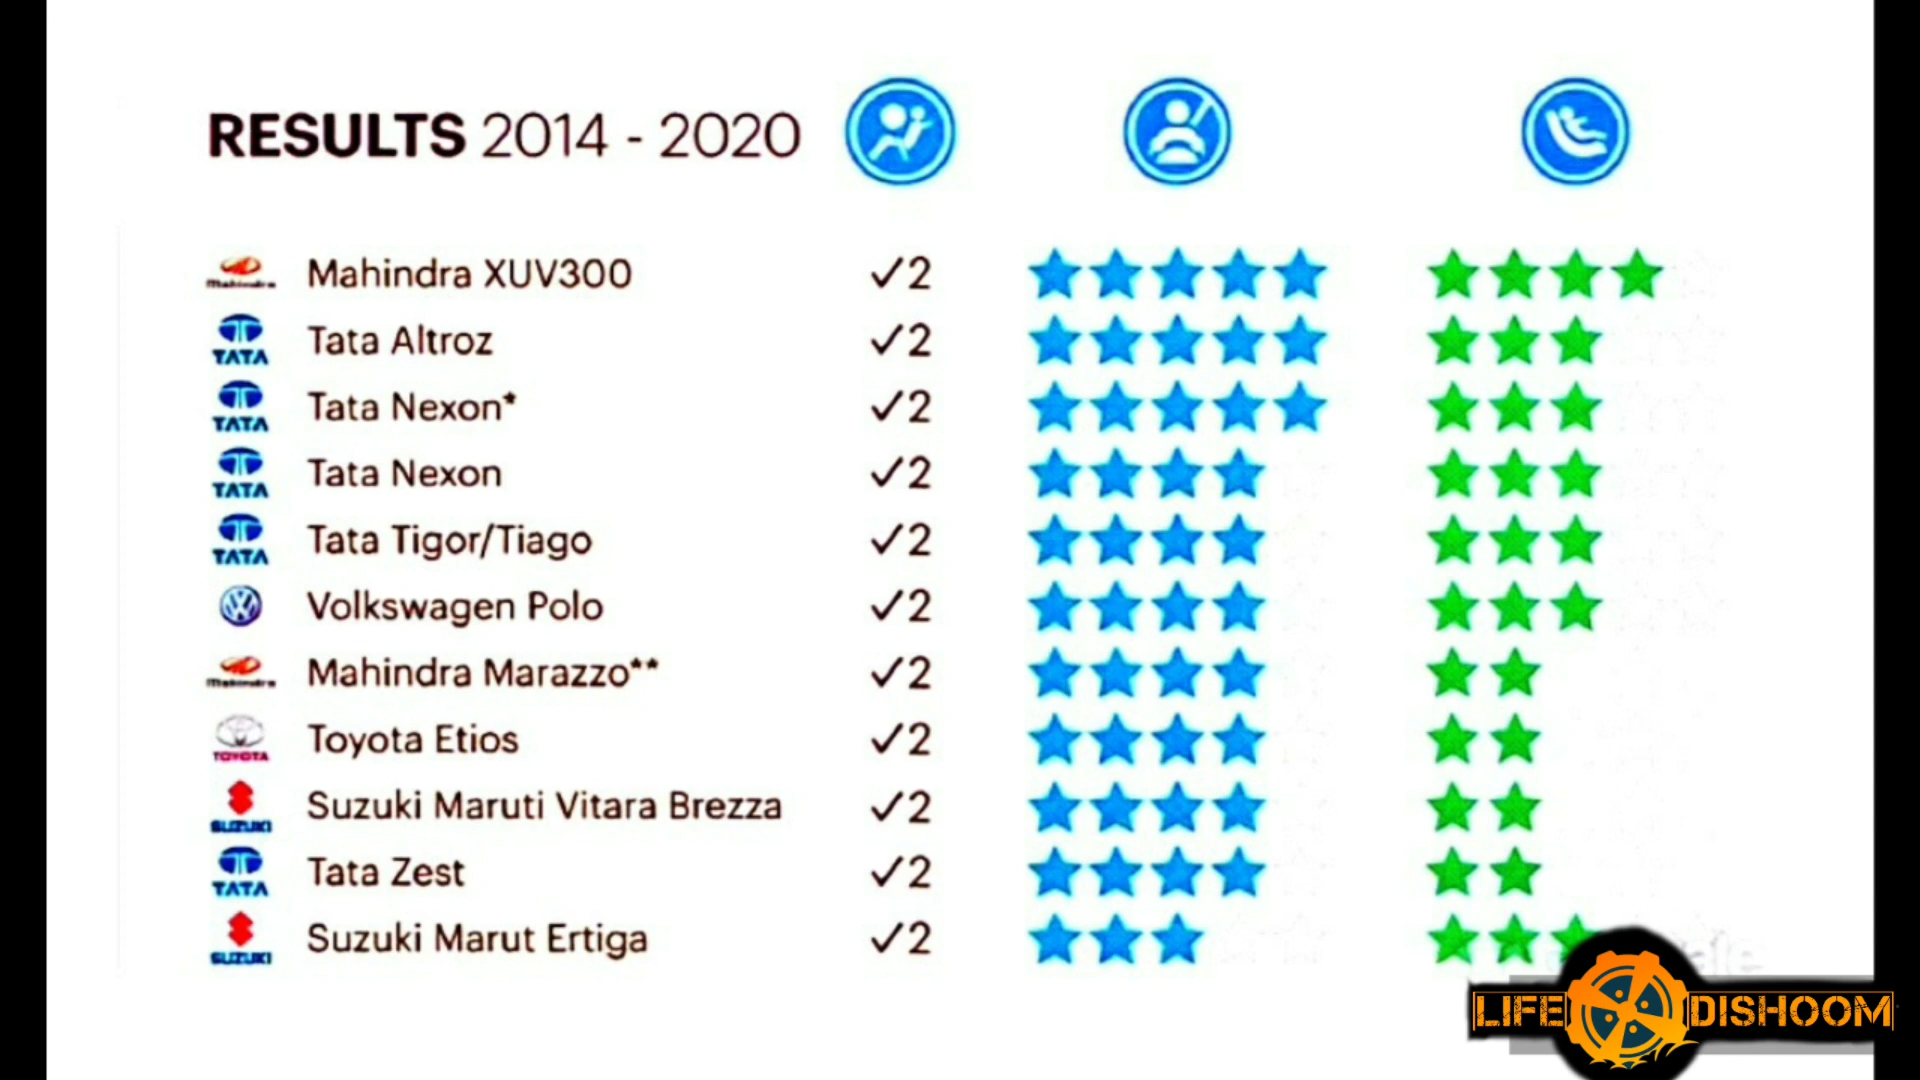 RESULTS 2014 - 2020
Mahindra Mahindra XUV300 ✓2
TATA Tata Altroz ✓2
TATA Tata Nexon* ✓2
TATA Tata Nexon ✓2
TATA Tata Tigor/Tiago ✓2
Volkswagen Polo ✓2
Mahindra Mahindra Marazzo** ✓2
TOYOTA Toyota Etios ✓2
SUZUKI Suzuki Maruti Vitara Brezza ✓2
TATA Tata Zest ✓2
SUZUKI Suzuki Marut Ertiga ✓2
LIFE DISHOOM